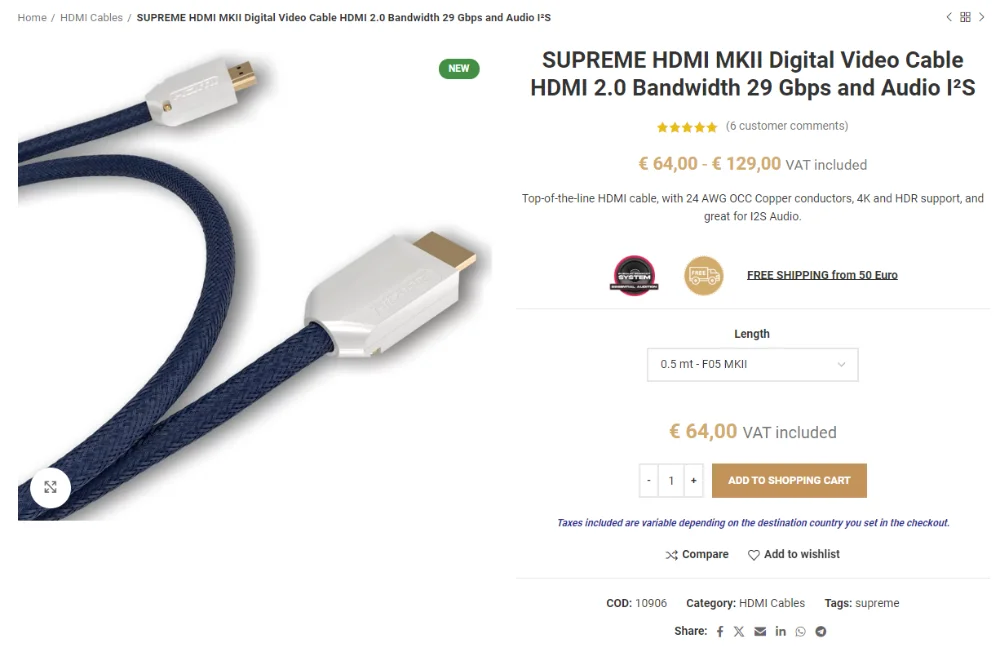 Home / HDMI Cables / SUPREME HDMI MKII Digital Video Cable HDMI 2.0 Bandwidth 29 Gbps and Audio I²S
NEW
SUPREME HDMI MKII Digital Video Cable
HDMI 2.0 Bandwidth 29 Gbps and Audio I²S
(6 customer comments)
€ 64,00 - € 129,00 VAT included
Top-of-the-line HDMI cable, with 24 AWG OCC Copper conductors, 4K and HDR support, and
great for I2S Audio.
SYSTEM
FREE
FREE SHIPPING from 50 Euro
Length
0.5 mt - F05 MKII
€ 64,00 VAT included
- 1 +
ADD TO SHOPPING CART
Taxes included are variable depending on the destination country you set in the checkout.
Compare Add to wishlist
COD: 10906 Category: HDMI Cables Tags: supreme
Share: